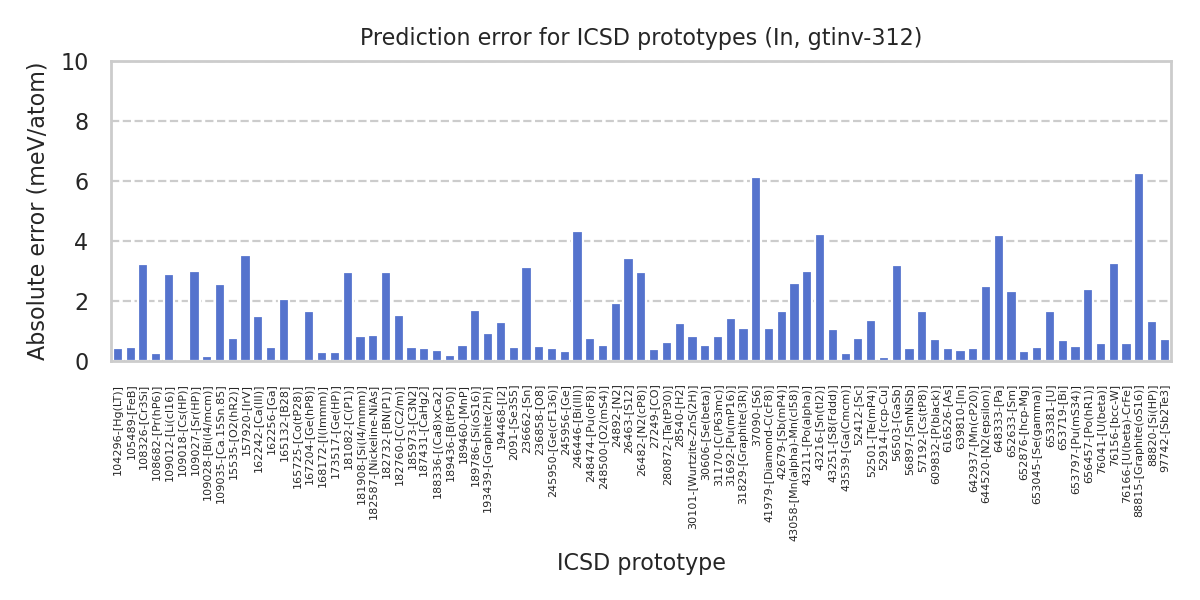 Prediction error for ICSD prototypes (In, gtinv-312)
Absolute error (meV/atom)
10
8
6
4
2
0
104296-[Hg(LT)]
105489-[FeB]
108326-[Cr3Si]
108682-[Pr(hP6)]
109012-[Li(cI16)]
109018-[Cs(HP)]
109027-[Sr(HP)]
109028-[Bi(I4/mcm)]
109035-[Ca.15Sn.85]
15535-[O2(hR2)]
157920-[IrV]
162242-[Ca(III)]
162256-[Ga]
165132-[B28]
165725-[Co(tP28)]
167204-[Ge(hP8)]
168172-[I(Immm)]
173517-[Ge(HP)]
181082-[C(P1)]
181908-[Si(I4/mmm)]
182587-[Nickeline-NiAs]
182732-[BN(P1)]
182760-[C(C2/m)]
185973-[C3N2]
187431-[CaHg2]
188336-[(Ca8)xCa2]
189436-[B(tP50)]
189460-[MnP]
189786-[Si(oS16)]
193439-[Graphite(2H)]
194468-[I2]
2091-[Se3S5]
236662-[Sn]
236858-[O8]
245950-[Ge(cF136)]
245956-[Ge]
246446-[Bi(III)]
248474-[Pu(oF8)]
248500-[O2(mS4)]
24892-[N2]
26463-[S12]
26482-[N2(cP8)]
27249-[CO]
280872-[Ta(tP30)]
28540-[H2]
30101-[Wurtzite-ZnS(2H)]
30606-[Se(beta)]
31170-[C(P63mc)]
31692-[Pu(mP16)]
31829-[Graphite(3R)]
37090-[S6]
41979-[Diamond-C(cF8)]
42679-[Sb(mP4)]
43058-[Mn(alpha)-Mn(cI58)]
43211-[Po(alpha)]
43216-[Sn(tI2)]
43251-[S8(Fddd)]
43539-[Ga(Cmcm)]
52412-[Sc]
52501-[Te(mP4)]
52914-[ccp-Cu]
56503-[GaSb]
56897-[SmNiSb]
57192-[Cs(tP8)]
609832-[P(black)]
616526-[As]
639810-[In]
642937-[Mn(cP20)]
644520-[N2(epsilon)]
648333-[Pa]
652633-[Sm]
652876-[hcp-Mg]
653045-[Se(gamma)]
653381-[U]
653719-[Bi]
653797-[Pu(mS34)]
656457-[Po(hR1)]
76041-[U(beta)]
76156-[bcc-W]
76166-[U(beta)-CrFe]
88815-[Graphite(oS16)]
88820-[Si(HP)]
97742-[Sb2Te3]
ICSD prototype